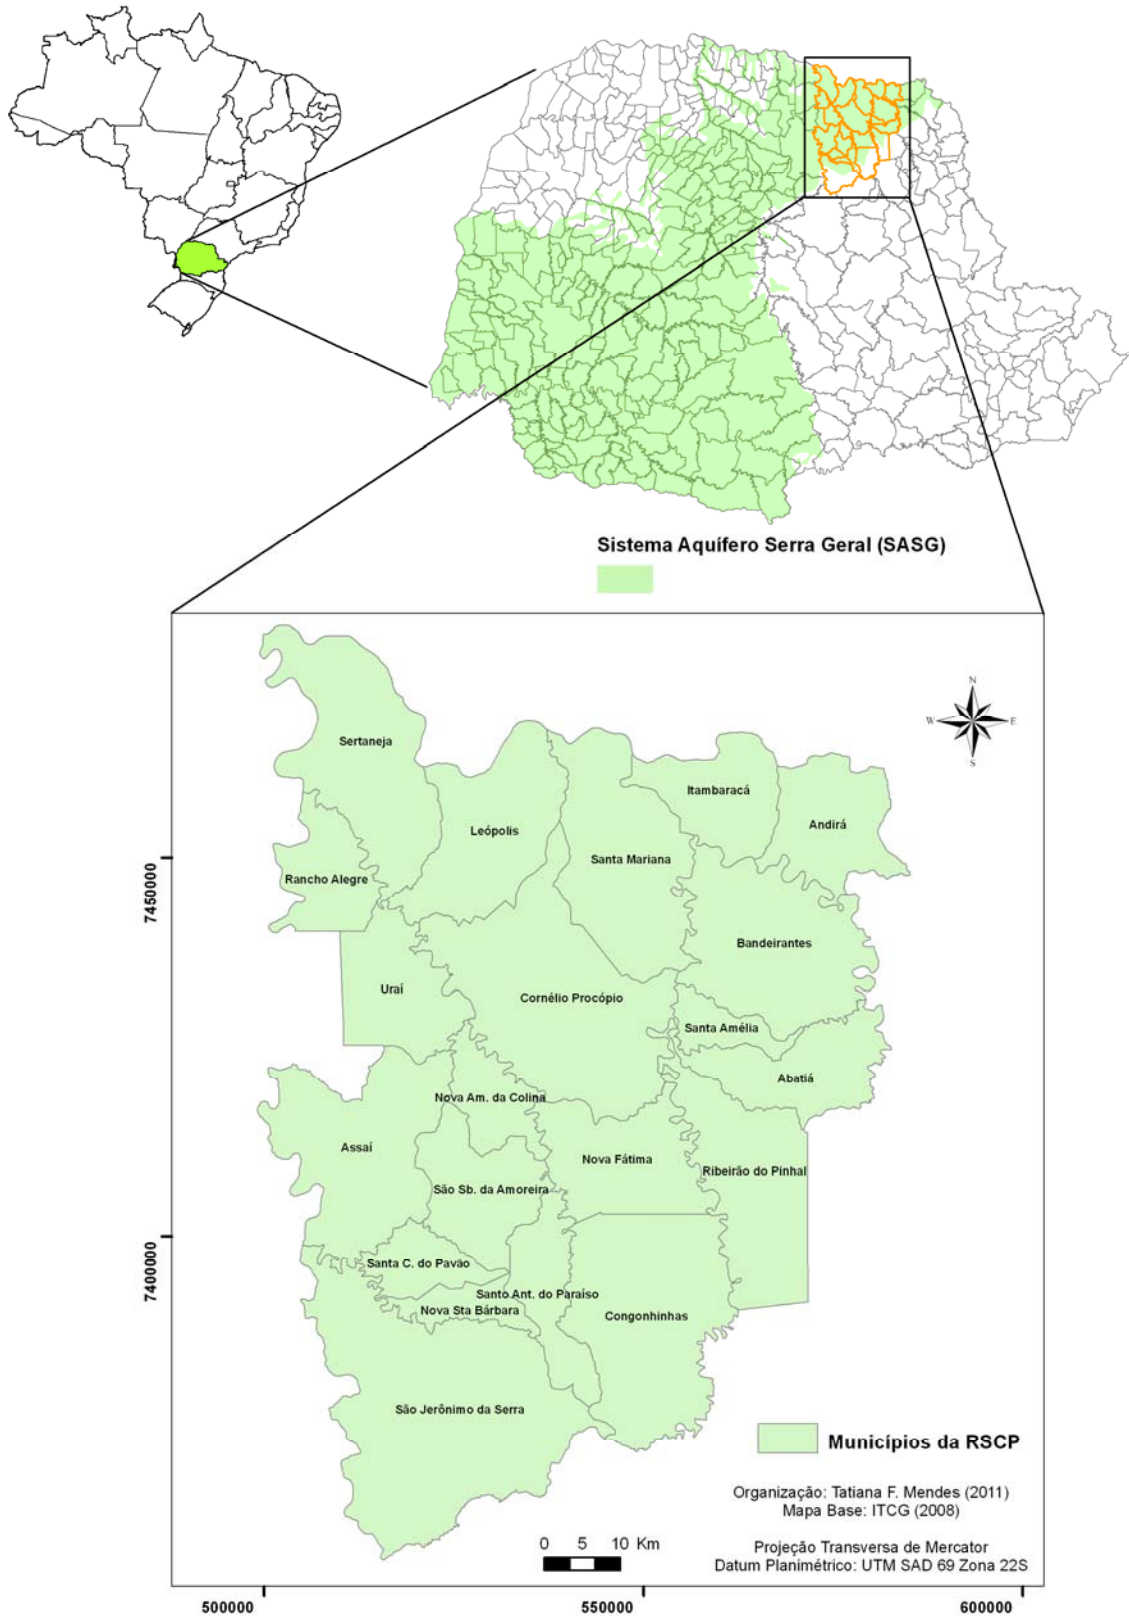 Sistema Aquífero Serra Geral (SASG)
N
W
E
S
Sertaneja
Itambaracá
Andirá
Leópolis
Santa Mariana
Rancho Alegre
Bandeirantes
Uraí
Cornélio Procópio
Santa Amélia
Abatiá
Nova Am. da Colina
Assaí
Nova Fátima
Ribeirão do Pinhal
São Sb. da Amoreira
Santa C. do Pavão
Santo Ant. do Paraíso
Nova Sta Bárbara
Congonhinhas
São Jerônimo da Serra
7450000
7400000
Municípios da RSCP
Organização: Tatiana F. Mendes (2011)
Mapa Base: ITCG (2008)
0 5 10 Km
Projeção Transversa de Mercator
Datum Planimétrico: UTM SAD 69 Zona 22S
500000
550000
600000